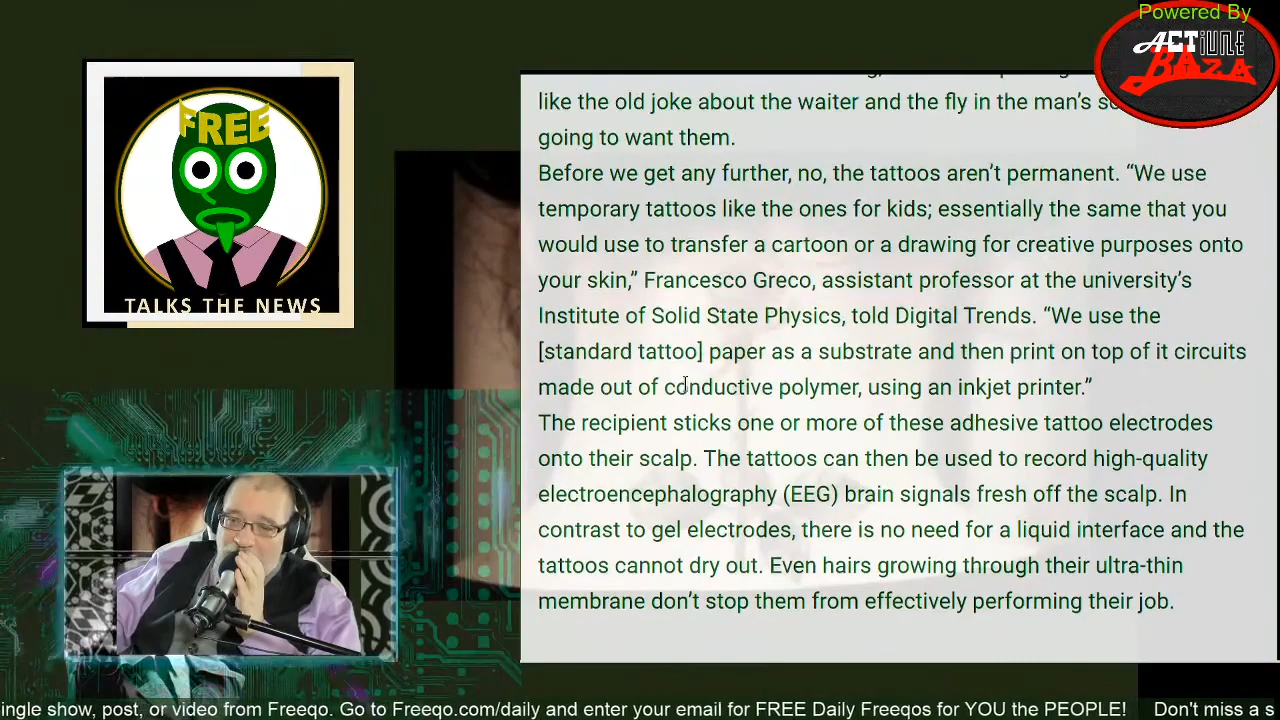 Powered By
ACTiUNE
BAZA
FREE
TALKS THE NEWS
like the old joke about the waiter and the fly in the man's
going to want them.
Before we get any further, no, the tattoos aren't permanent. “We use
temporary tattoos like the ones for kids; essentially the same that you
would use to transfer a cartoon or a drawing for creative purposes onto
your skin,” Francesco Greco, assistant professor at the university's
Institute of Solid State Physics, told Digital Trends. “We use the
[standard tattoo] paper as a substrate and then print on top of it circuits
made out of conductive polymer, using an inkjet printer.”
The recipient sticks one or more of these adhesive tattoo electrodes
onto their scalp. The tattoos can then be used to record high-quality
electroencephalography (EEG) brain signals fresh off the scalp. In
contrast to gel electrodes, there is no need for a liquid interface and the
tattoos cannot dry out. Even hairs growing through their ultra-thin
membrane don't stop them from effectively performing their job.
ingle show, post, or video from Freeqo. Go to Freeqo.com/daily and enter your email for FREE Daily Freeqos for YOU the PEOPLE! Don't miss a s